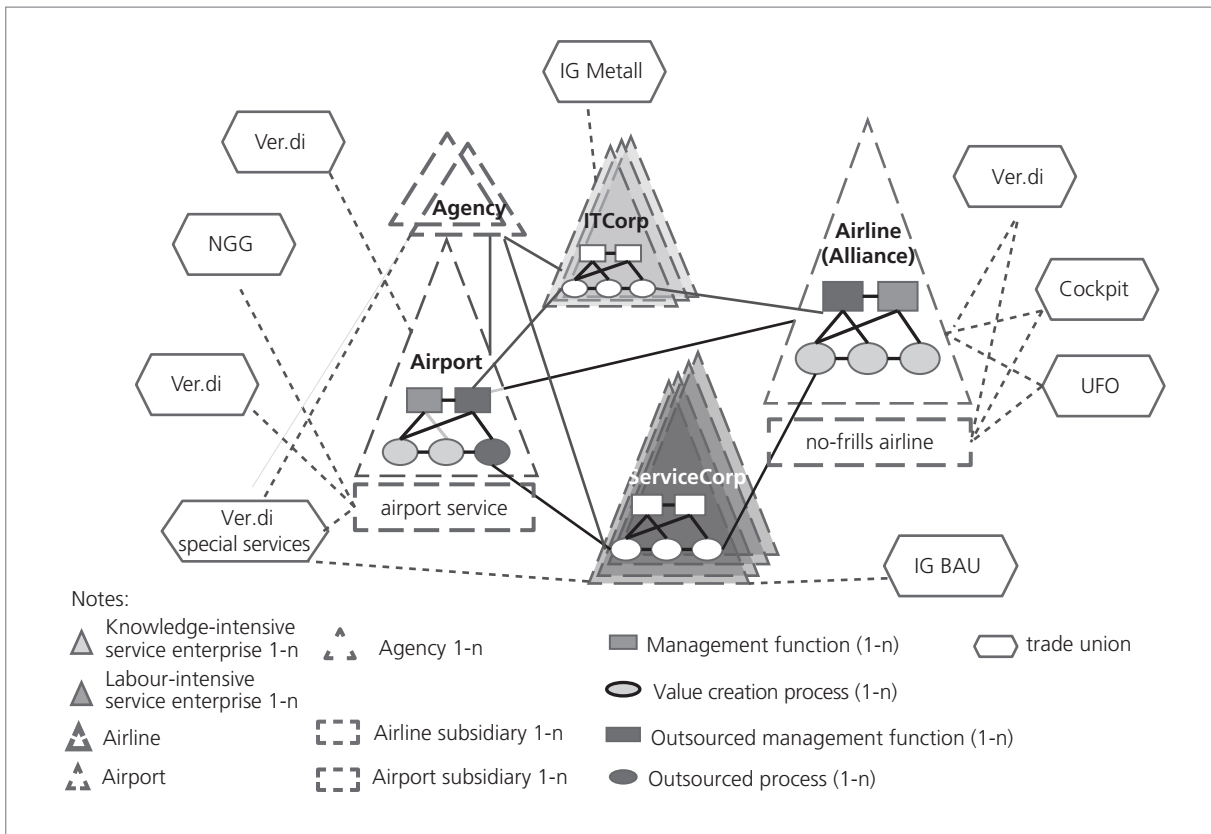 IG Metall
Ver.di
Ver.di
Ver.di
Agency
NGG
ITCorp
Airline
(Alliance)
Cockpit
Airport
Ver.di
UFO
no-frills airline
ServiceCorp
airport service
Ver.di
special services
IG BAU
Notes:
Knowledge-intensive
service enterprise 1-n
Labour-intensive
service enterprise 1-n
Airline
Airport
Agency 1-n
Airline subsidiary 1-n
Airport subsidiary 1-n
Management function (1-n)
Value creation process (1-n)
Outsourced management function (1-n)
Outsourced process (1-n)
trade union